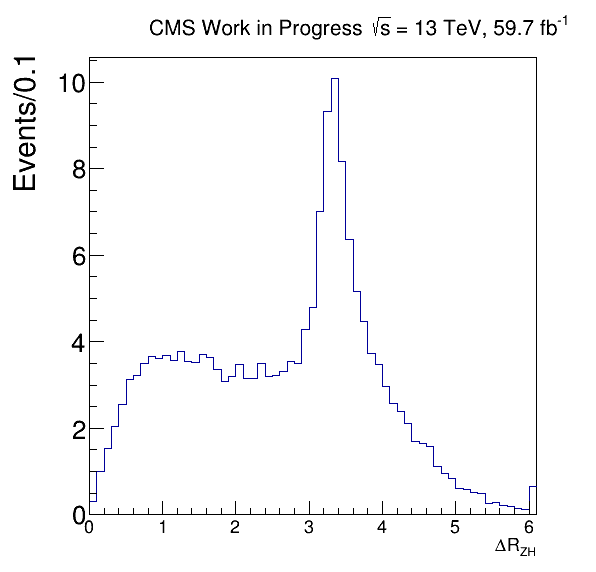 CMS Work in Progress √s = 13 TeV, 59.7 fb⁻¹
Events/0.1
10
8
6
4
2
0
0 1 2 3 4 5 6
ΔR_ZH